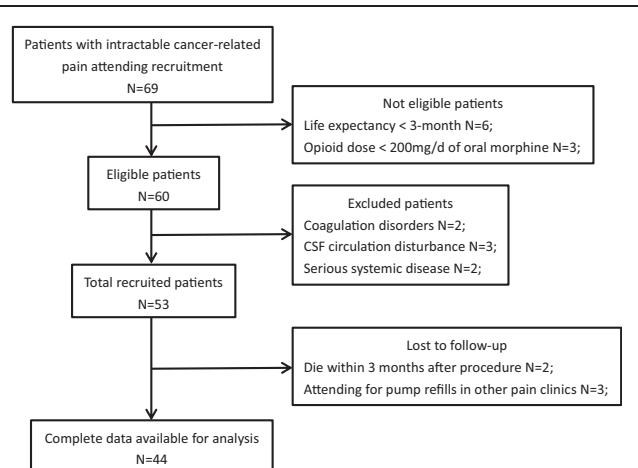 Patients with intractable cancer-related
pain attending recruitment
N=69
Not eligible patients
Life expectancy < 3-month N=6;
Opioid dose < 200mg/d of oral morphine N=3;
Eligible patients
N=60
Excluded patients
Coagulation disorders N=2;
CSF circulation disturbance N=3;
Serious systemic disease N=2;
Total recruited patients
N=53
Lost to follow-up
Die within 3 months after procedure N=2;
Attending for pump refills in other pain clinics N=3;
Complete data available for analysis
N=44